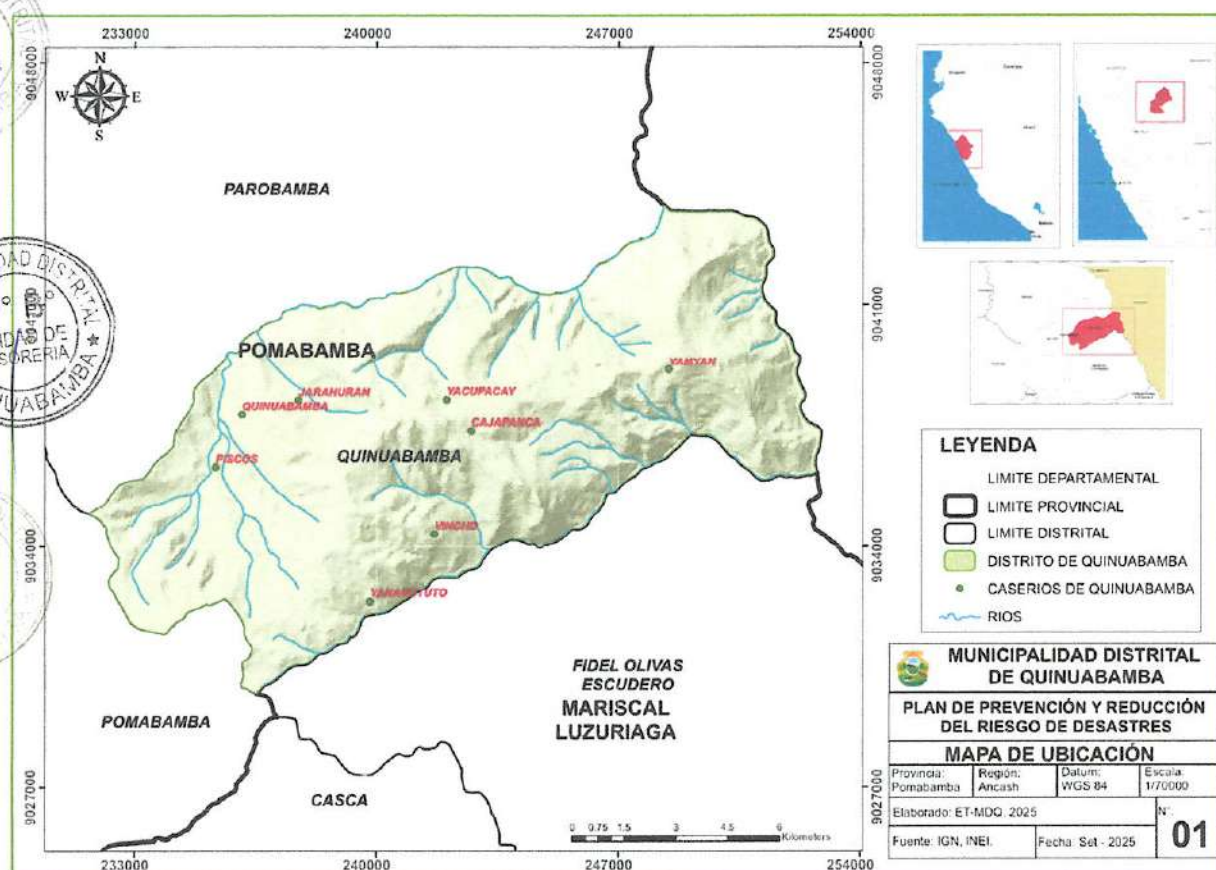 233000
240000
247000
254000
9048000
9048000
N
W
E
S
PAROBAMBA
9041000
POMABAMBA
YAMYAN
JARAHURAN
YACUPACAY
QUINUABAMBA
CAJAPANCA
QUINUABAMBA
PISCOS
9034000
9034000
FIDEL OLIVAS
ESCUDERO
MARISCAL
LUZURIAGA
POMABAMBA
CASCA
9027000
9027000
0 0.75 1.5 3 4.5 6
Kilometers
233000
240000
247000
254000
LEYENDA
LIMITE DEPARTAMENTAL
LIMITE PROVINCIAL
LIMITE DISTRITAL
DISTRITO DE QUINUABAMBA
CASERIOS DE QUINUABAMBA
RIOS
MUNICIPALIDAD DISTRITAL
DE QUINUABAMBA
PLAN DE PREVENCIÓN Y REDUCCIÓN
DEL RIESGO DE DESASTRES
MAPA DE UBICACIÓN
Provincia: Pomabamba
Región: Ancash
Datum: WGS 84
Escala: 1/70000
Elaborado: ET-MDQ. 2025
N°:
01
Fuente: IGN, INEI.
Fecha: Set - 2025